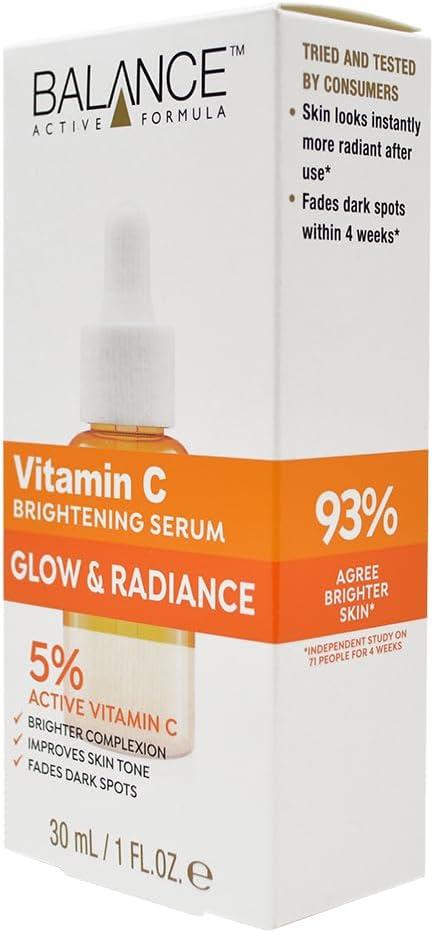 BALANCE™
ACTIVE FORMULA
Vitamin C
BRIGHTENING SERUM
GLOW & RADIANCE
5%
ACTIVE VITAMIN C
✓ BRIGHTER COMPLEXION
✓ IMPROVES SKIN TONE
✓ FADES DARK SPOTS
30 mL / 1 FL.OZ. ℮
TRIED AND TESTED
BY CONSUMERS
• Skin looks instantly
more radiant after
use*
• Fades dark spots
within 4 weeks*
93%
AGREE
BRIGHTER
SKIN*
*INDEPENDENT STUDY ON
71 PEOPLE FOR 4 WEEKS